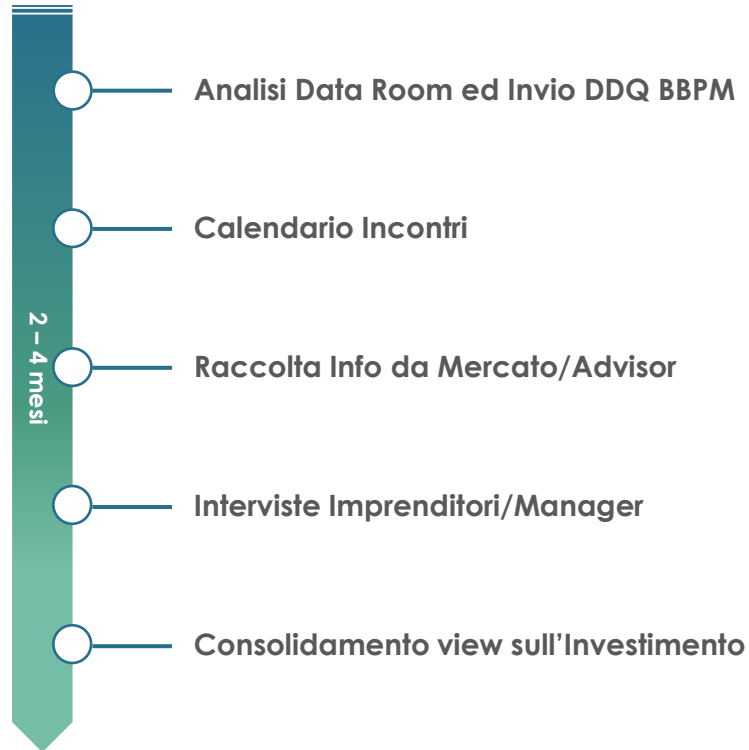 Analisi Data Room ed Invio DDQ BBPM
Calendario Incontri
2 – 4 mesi
Raccolta Info da Mercato/Advisor
Interviste Imprenditori/Manager
Consolidamento view sull’Investimento